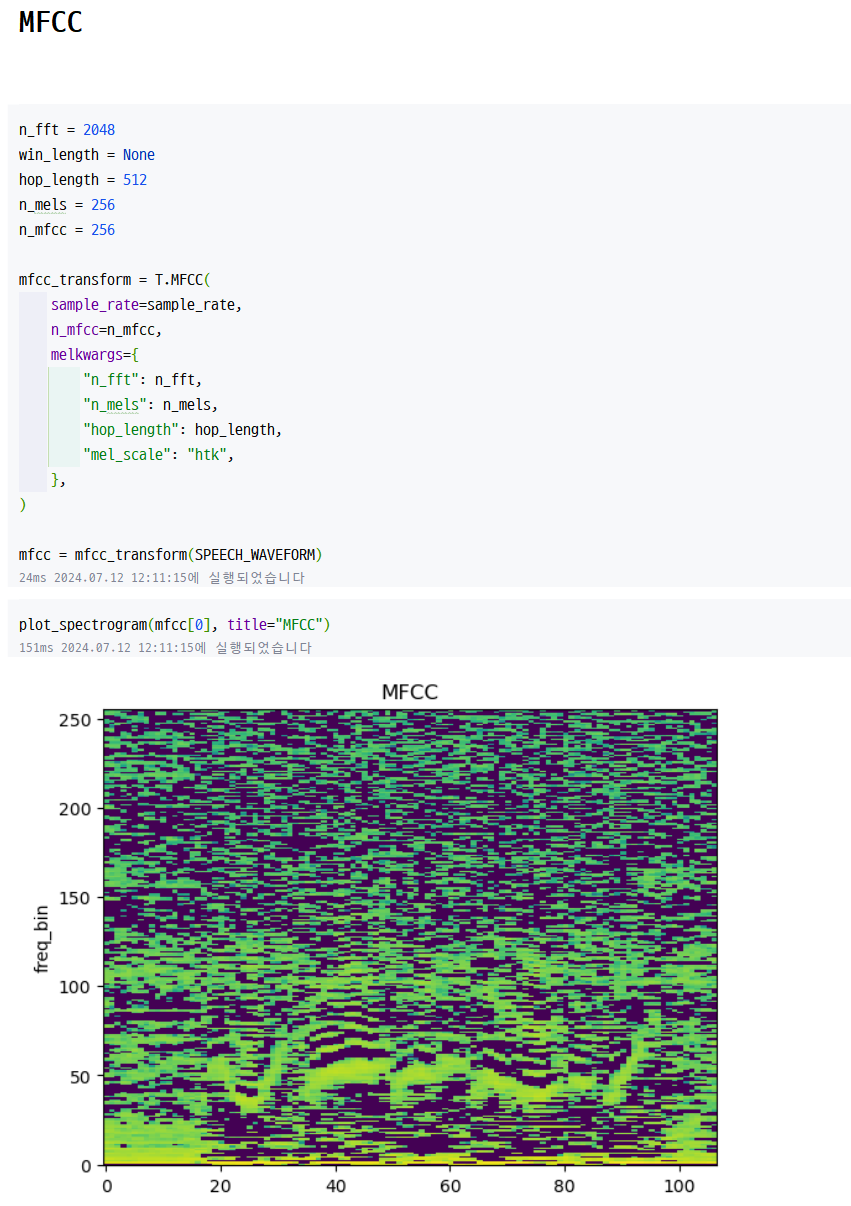 MFCC
n_fft = 2048
win_length = None
hop_length = 512
n_mels = 256
n_mfcc = 256
mfcc_transform = T.MFCC(
sample_rate=sample_rate,
n_mfcc=n_mfcc,
melkwargs={
"n_fft": n_fft,
"n_mels": n_mels,
"hop_length": hop_length,
"mel_scale": "htk",
},
)
mfcc = mfcc_transform(SPEECH_WAVEFORM)
24ms 2024.07.12 12:11:15에 실행되었습니다
plot_spectrogram(mfcc[0], title="MFCC")
151ms 2024.07.12 12:11:15에 실행되었습니다
MFCC
250
200
150
freq_bin
100
50
0
0 20 40 60 80 100